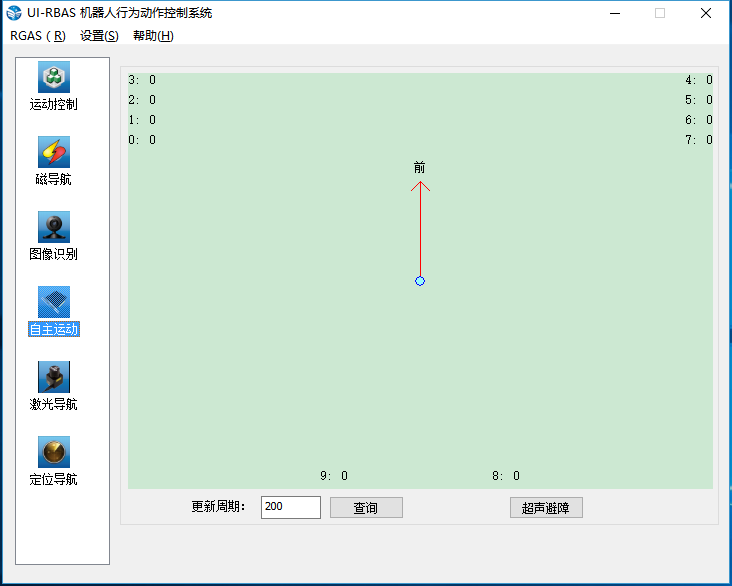 UI-RBAS 机器人行为动作控制系统
RGAS ( R) 设置(S) 帮助(H)
运动控制
磁导航
图像识别
自主运动
激光导航
定位导航
3: 0
2: 0
1: 0
0: 0
4: 0
5: 0
6: 0
7: 0
前
9: 0
8: 0
更新周期: 200 查询 超声避障